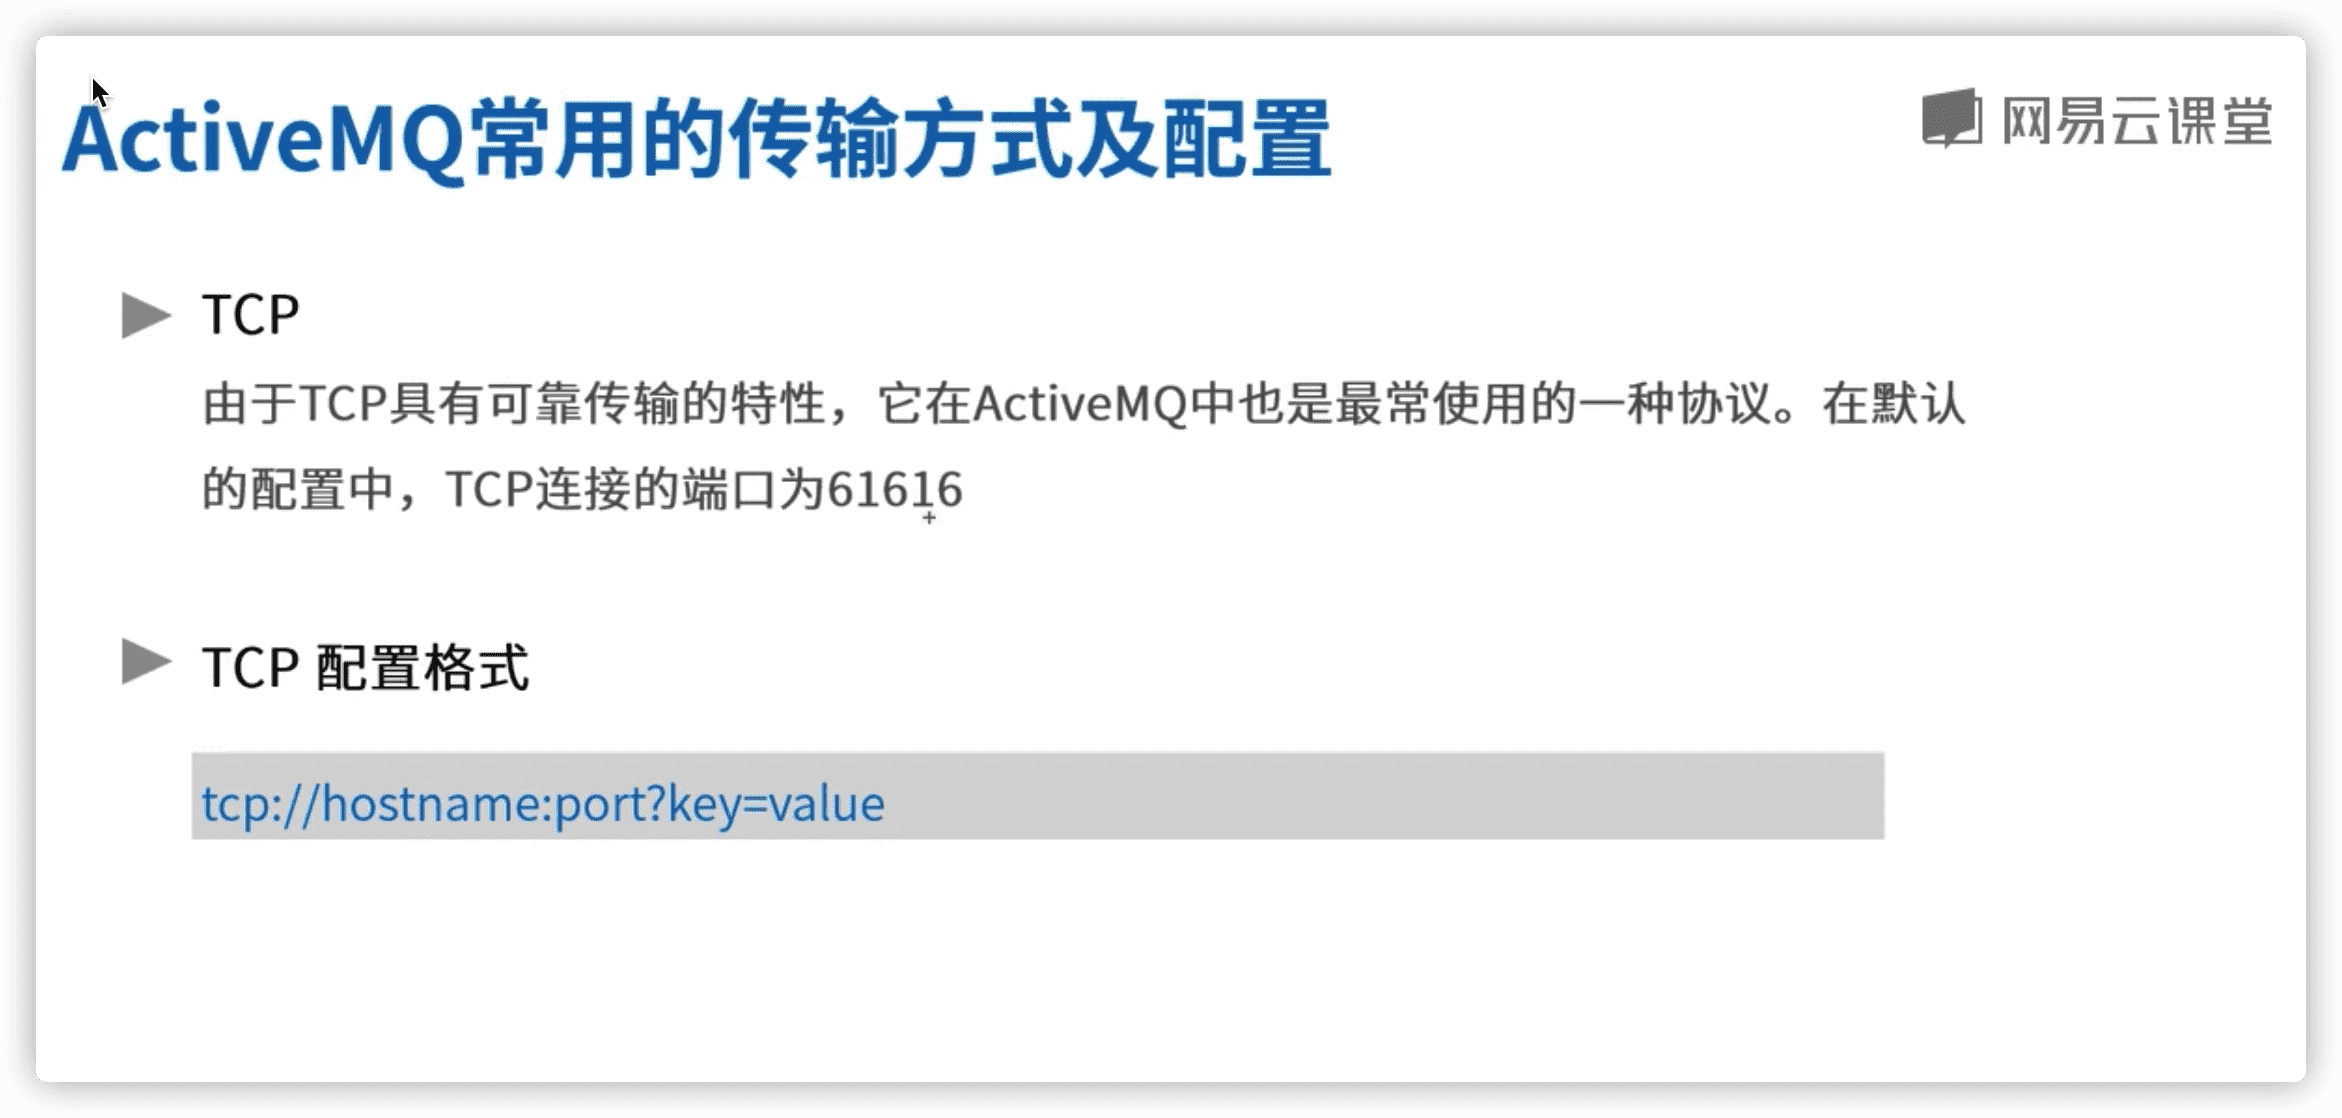 ActiveMQ常用的传输方式及配置
网易云课堂
TCP
由于TCP具有可靠传输的特性，它在ActiveMQ中也是最常使用的一种协议。在默认
的配置中，TCP连接的端口为61616
TCP 配置格式
tcp://hostname:port?key=value